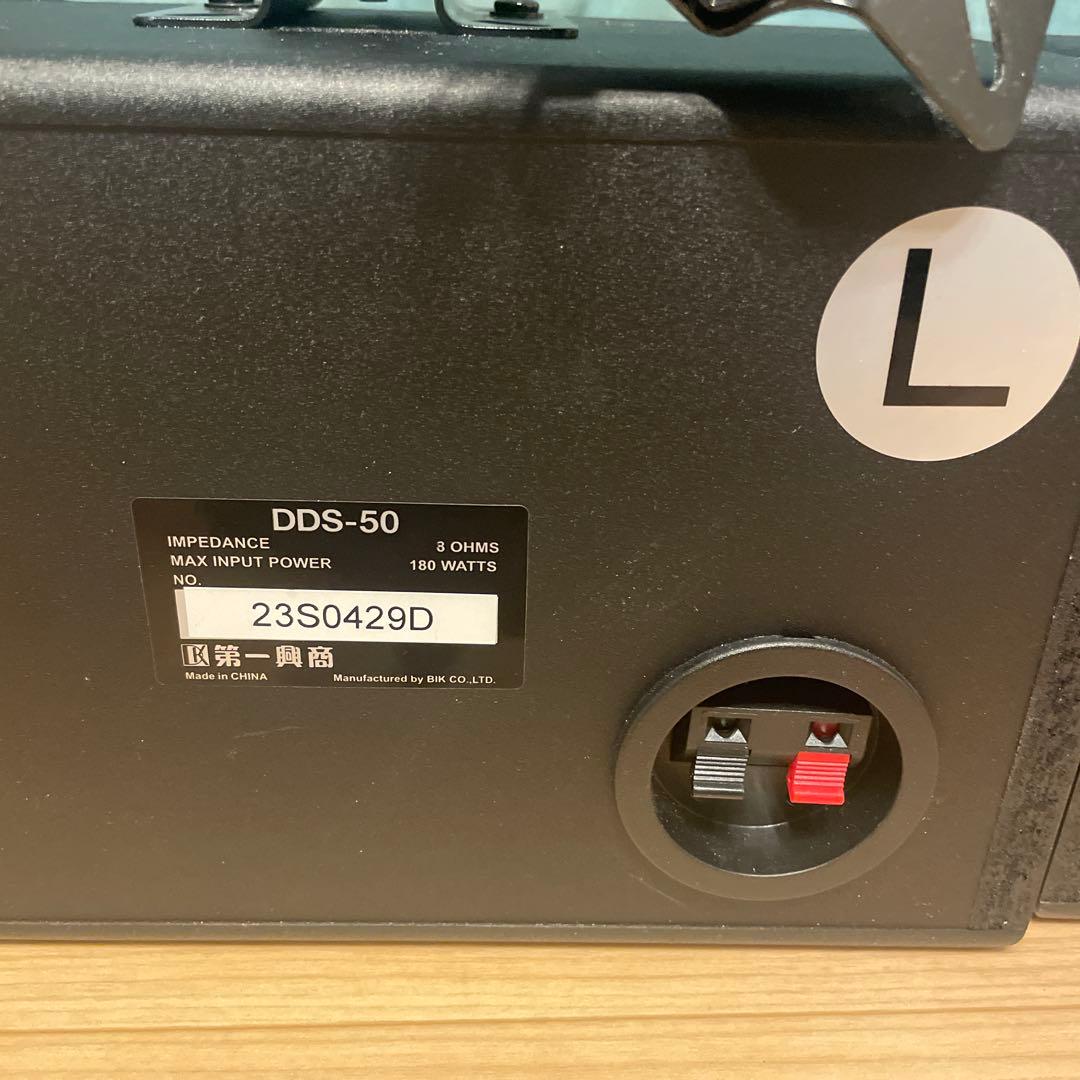 L
DDS-50
IMPEDANCE 8 OHMS
MAX INPUT POWER 180 WATTS
NO.
23S0429D
DK 第一興商
Made in CHINA Manufactured by BIK CO.,LTD.